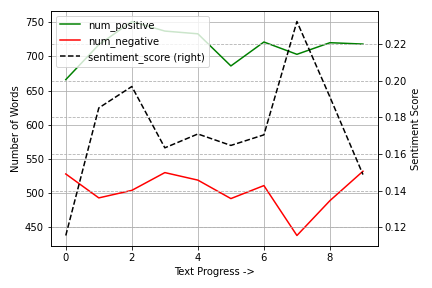 num_positive
num_negative
sentiment_score (right)
750
700
650
600
550
500
450
Number of Words
0.22
0.20
0.18
0.16
0.14
0.12
Sentiment Score
0 2 4 6 8
Text Progress ->